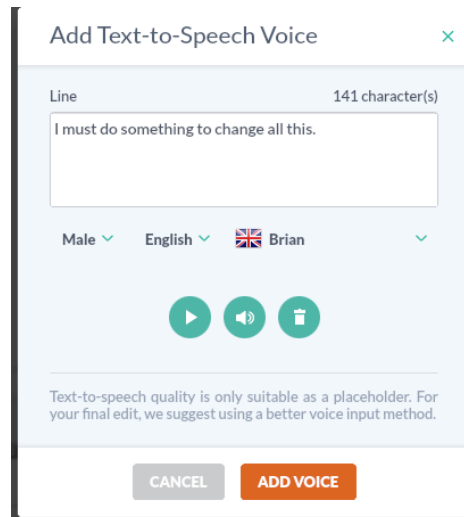 Add Text-to-Speech Voice
Line 141 character(s)
I must do something to change all this.
Male English Brian
Text-to-speech quality is only suitable as a placeholder. For
your final edit, we suggest using a better voice input method.
CANCEL ADD VOICE